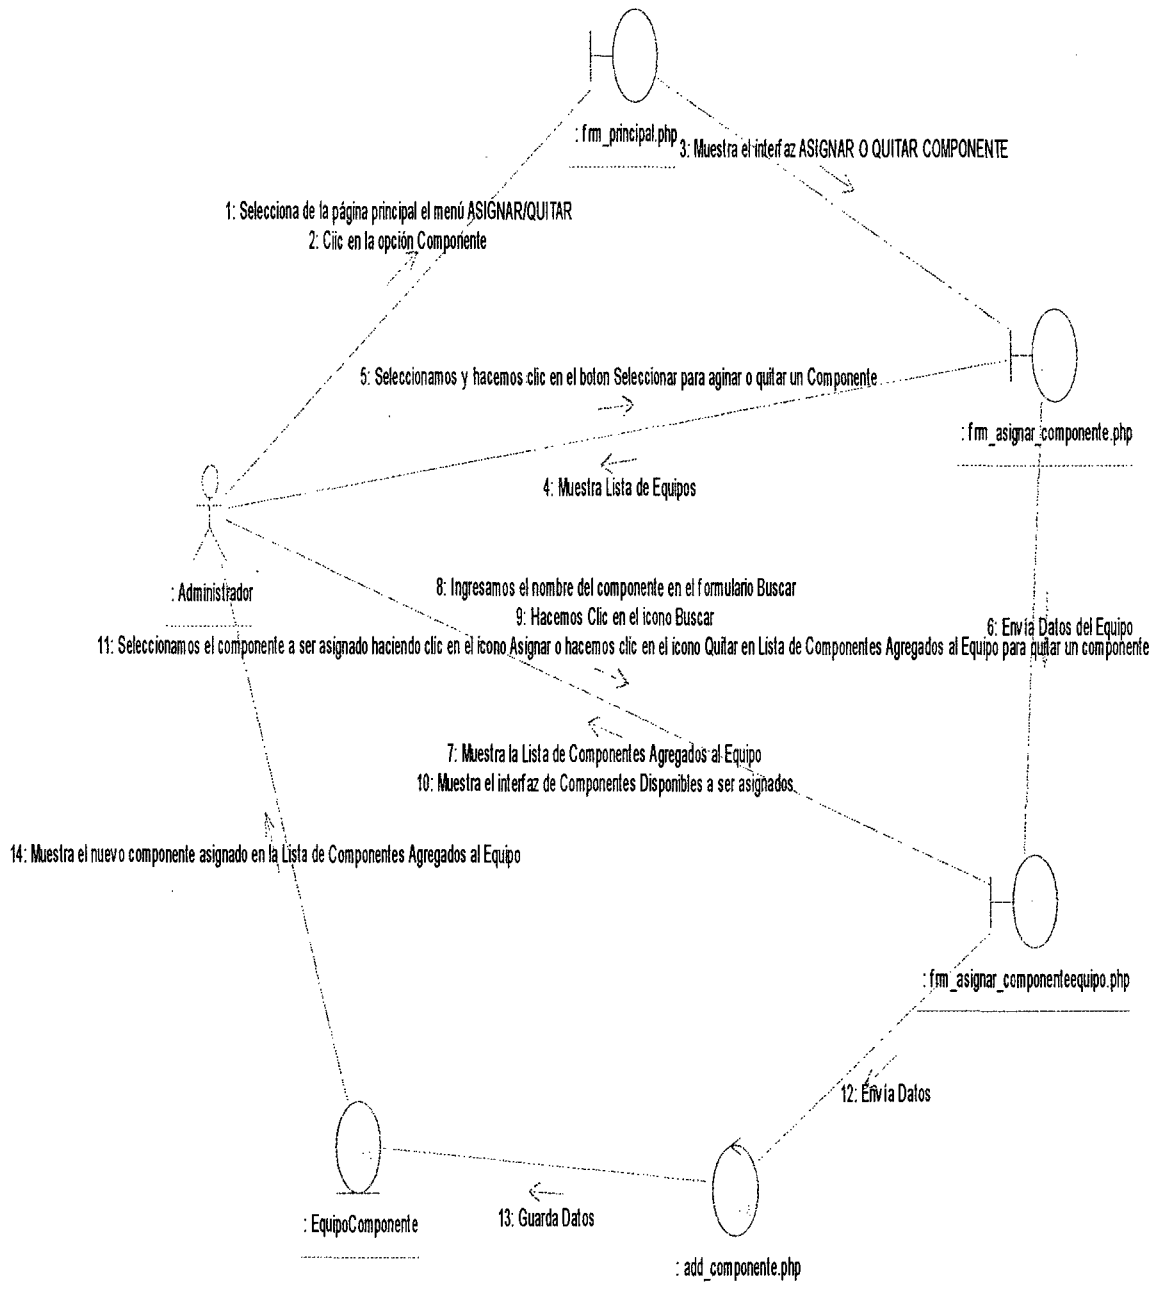 : frm_principal.php
3: Muestra el interfaz ASIGNAR O QUITAR COMPONENTE
1: Selecciona de la página principal el menú ASIGNAR/QUITAR
2: Clic en la opción Componente
5: Seleccionamos y hacemos clic en el boton Seleccionar para aginar o quitar un Componente
: frm_asignar_componente.php
4: Muestra Lista de Equipos
: Administrador
8: Ingresamos el nombre del componente en el formulario Buscar
9: Hacemos Clic en el icono Buscar
6: Envía Datos del Equipo
11: Seleccionamos el componente a ser asignado haciendo clic en el icono Asignar o hacemos clic en el icono Quitar en Lista de Componentes Agregados al Equipo para quitar un componente
7: Muestra la Lista de Componentes Agregados al Equipo
10: Muestra el interfaz de Componentes Disponibles a ser asignados
14: Muestra el nuevo componente asignado en la Lista de Componentes Agregados al Equipo
: frm_asignar_componenteequipo.php
12: Envía Datos
: EquipoComponente
13: Guarda Datos
: add_componente.php